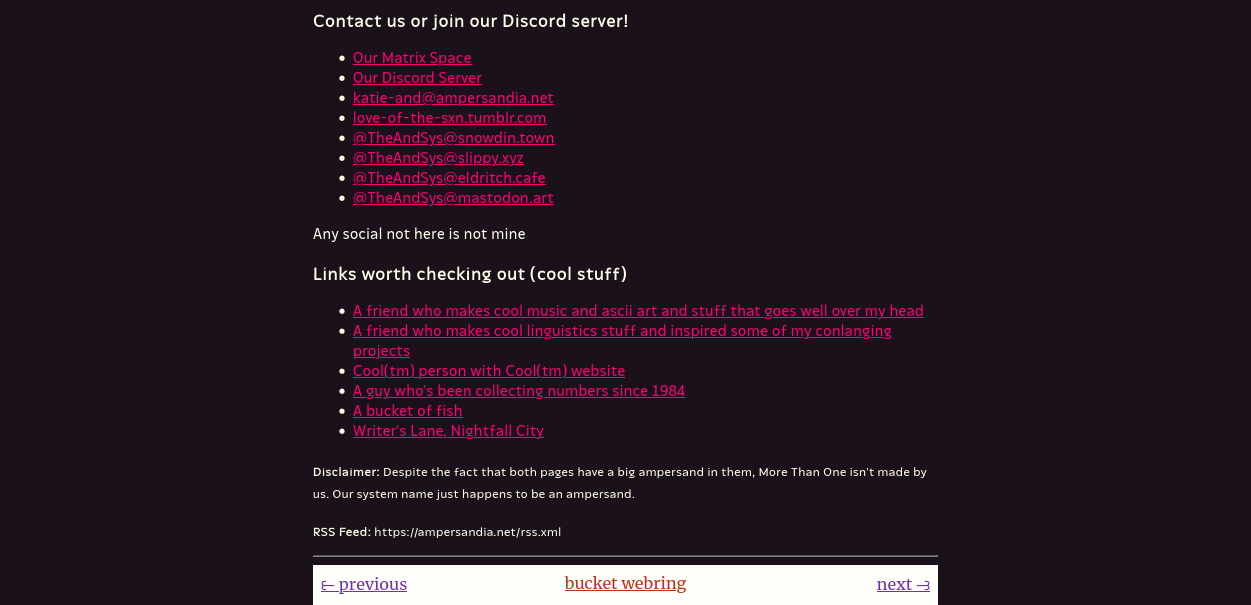 Contact us or join our Discord server!
Our Matrix Space
Our Discord Server
katie-and@ampersandia.net
love-of-the-sxn.tumblr.com
@TheAndSys@snowdin.town
@TheAndSys@slippy.xyz
@TheAndSys@eldritch.cafe
@TheAndSys@mastodon.art
Any social not here is not mine
Links worth checking out (cool stuff)
A friend who makes cool music and ascii art and stuff that goes well over my head
A friend who makes cool linguistics stuff and inspired some of my conlanging
projects
Cool(tm) person with Cool(tm) website
A guy who's been collecting numbers since 1984
A bucket of fish
Writer's Lane, Nightfall City
Disclaimer: Despite the fact that both pages have a big ampersand in them, More Than One isn't made by
us. Our system name just happens to be an ampersand.
RSS Feed: https://ampersandia.net/rss.xml
← previous bucket webring next →